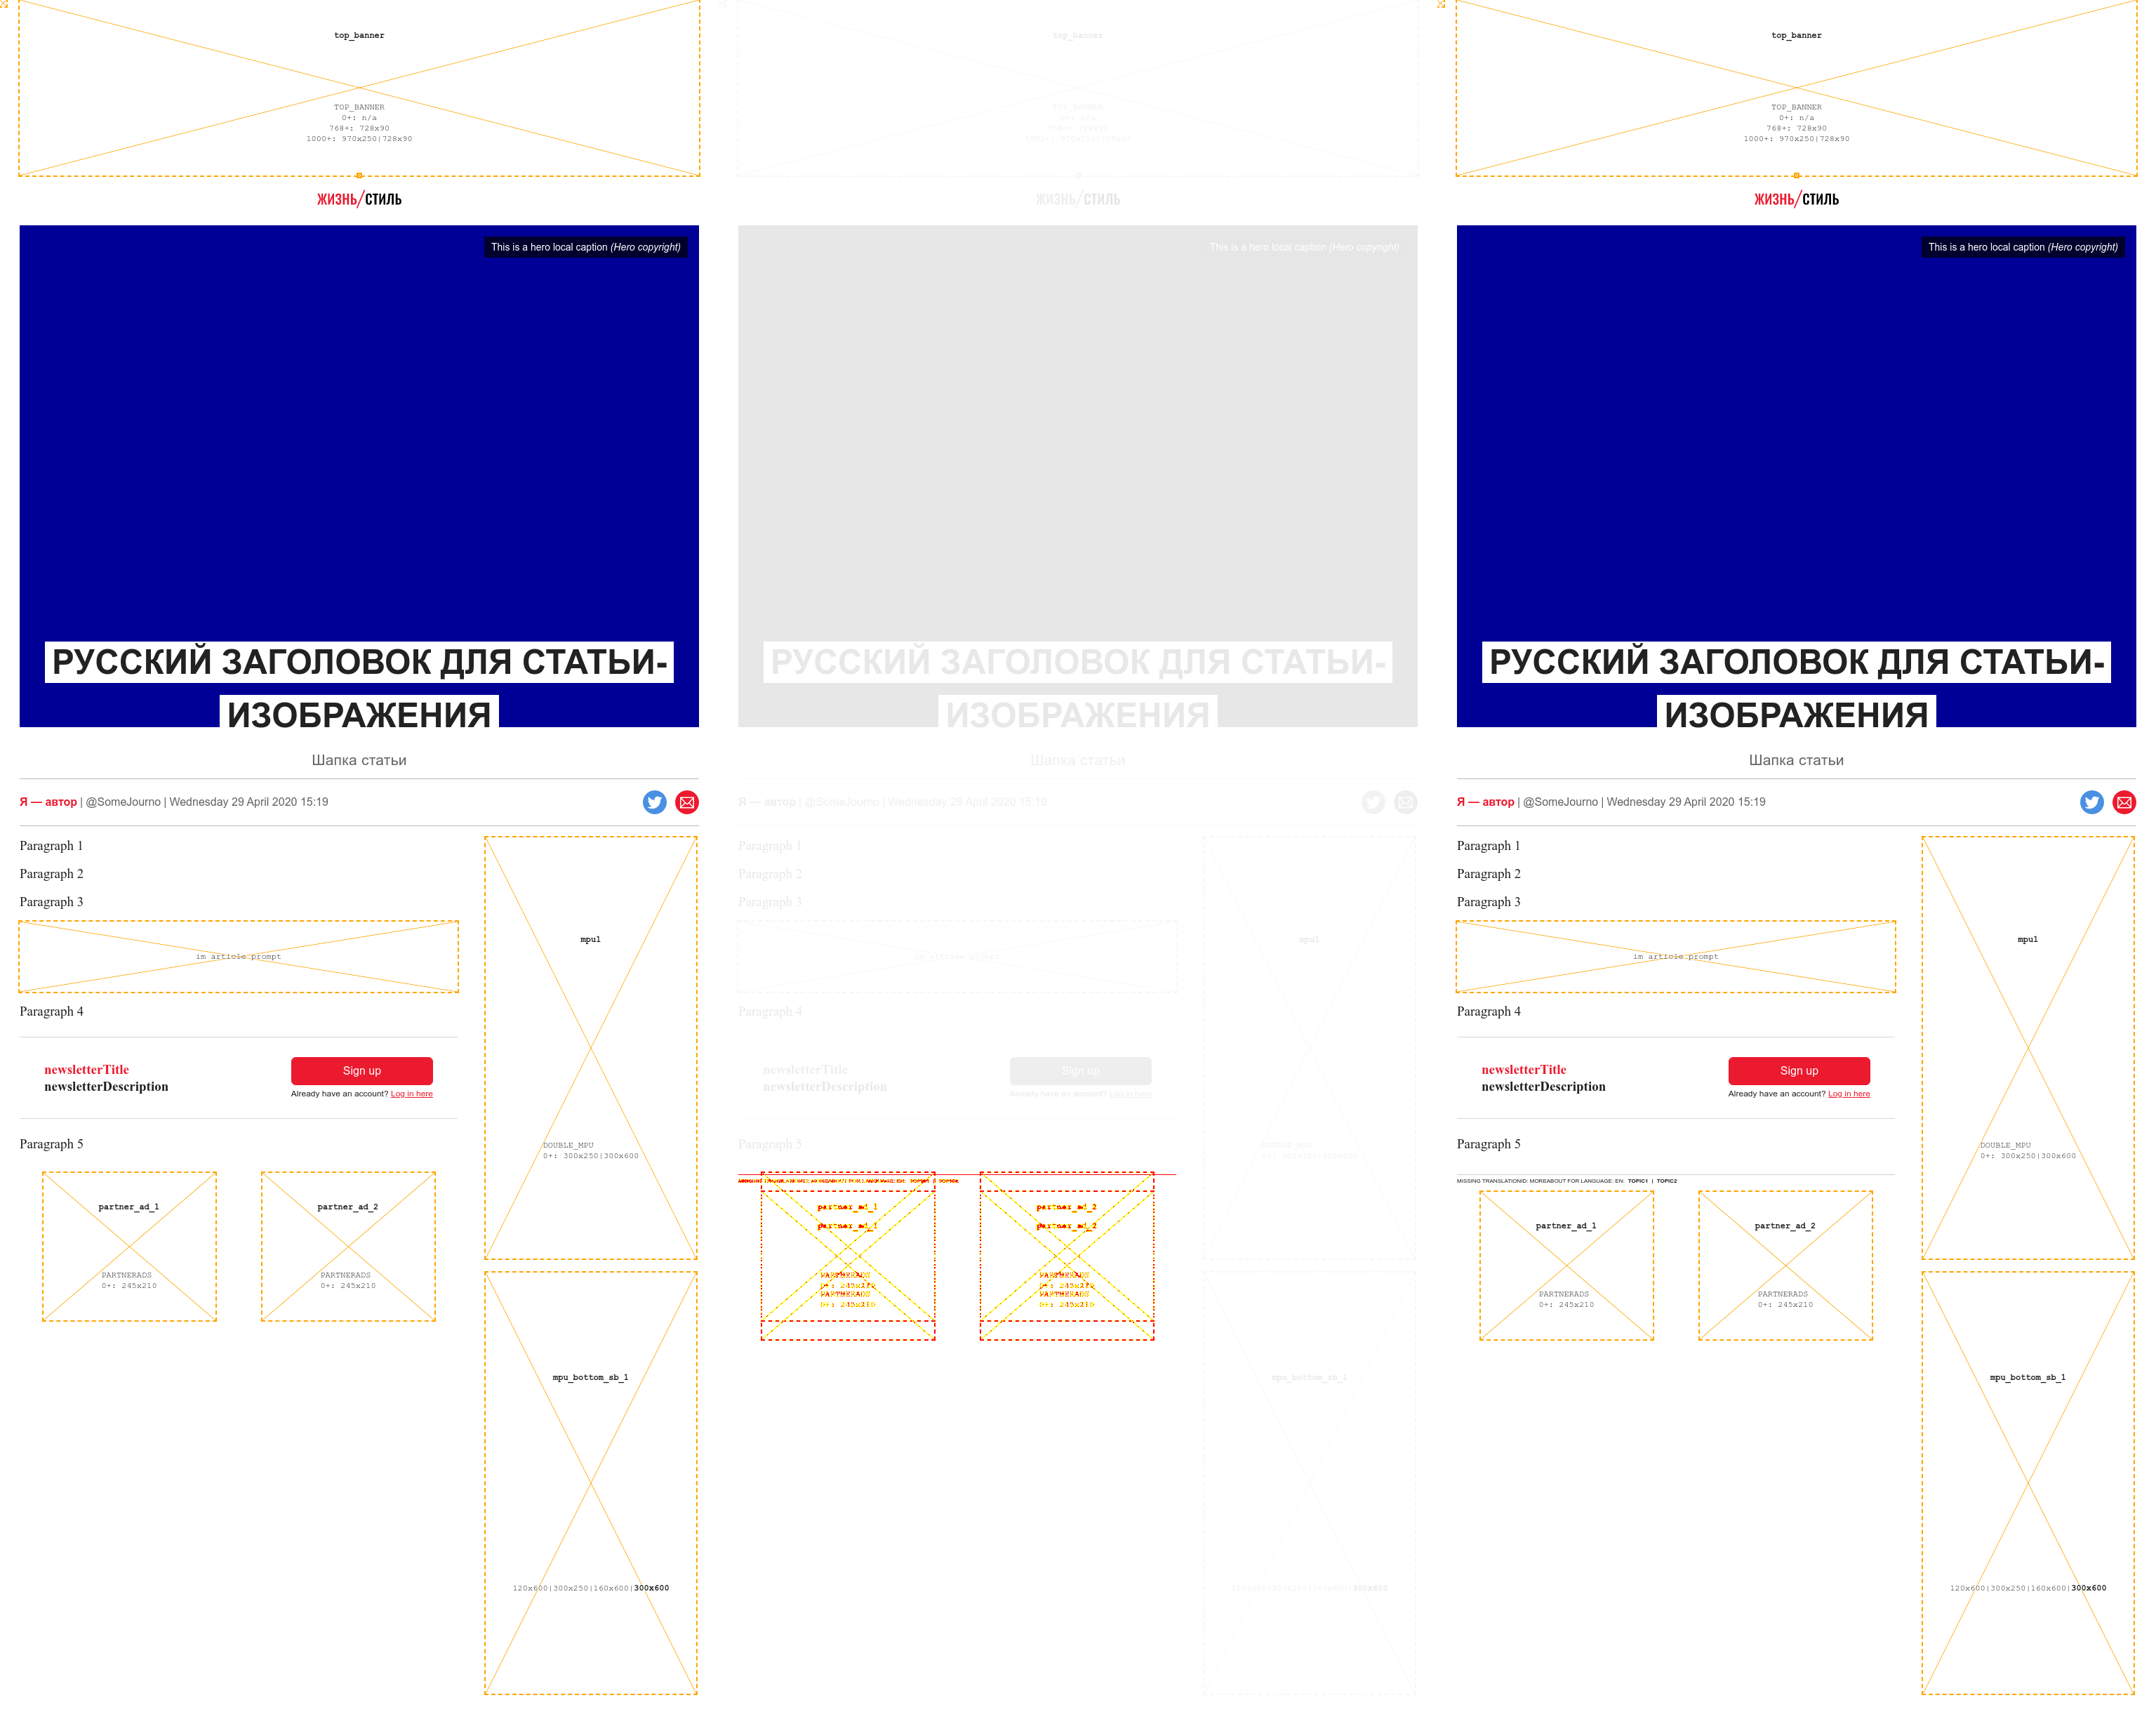 top_banner
TOP_BANNER
0+: n/a
768+: 728x90
1000+: 970x250|728x90
ЖИЗНЬ/СТИЛЬ
This is a hero local caption (Hero copyright)
РУССКИЙ ЗАГОЛОВОК ДЛЯ СТАТЬИ-
ИЗОБРАЖЕНИЯ
Шапка статьи
Я — автор | @SomeJourno | Wednesday 29 April 2020 15:19
Paragraph 1
Paragraph 2
Paragraph 3
im article prompt
Paragraph 4
newsletterTitle
newsletterDescription
Sign up
Already have an account? Log in here
Paragraph 5
partner_ad_1
PARTNERADS
0+: 245x210
partner_ad_2
PARTNERADS
0+: 245x210
mpu1
DOUBLE_MPU
0+: 300x250|300x600
mpu_bottom_sb_1
120x600|300x250|160x600|300x600
top_banner
TOP_BANNER
0+: n/a
768+: 728x90
1000+: 970x250|728x90
ЖИЗНЬ/СТИЛЬ
This is a hero local caption (Hero copyright)
РУССКИЙ ЗАГОЛОВОК ДЛЯ СТАТЬИ-
ИЗОБРАЖЕНИЯ
Шапка статьи
Я — автор | @SomeJourno | Wednesday 29 April 2020 15:19
Paragraph 1
Paragraph 2
Paragraph 3
im article prompt
Paragraph 4
newsletterTitle
newsletterDescription
Sign up
Already have an account? Log in here
Paragraph 5
partner_ad_1
partner_ad_1
PARTNERADS
0+: 245x210
PARTNERADS
0+: 245x210
partner_ad_2
partner_ad_2
PARTNERADS
0+: 245x210
PARTNERADS
0+: 245x210
mpu1
DOUBLE_MPU
0+: 300x250|300x600
mpu_bottom_sb_1
120x600|300x250|160x600|300x600
top_banner
TOP_BANNER
0+: n/a
768+: 728x90
1000+: 970x250|728x90
ЖИЗНЬ/СТИЛЬ
This is a hero local caption (Hero copyright)
РУССКИЙ ЗАГОЛОВОК ДЛЯ СТАТЬИ-
ИЗОБРАЖЕНИЯ
Шапка статьи
Я — автор | @SomeJourno | Wednesday 29 April 2020 15:19
Paragraph 1
Paragraph 2
Paragraph 3
im article prompt
Paragraph 4
newsletterTitle
newsletterDescription
Sign up
Already have an account? Log in here
Paragraph 5
MISSING TRANSLATIONID: MOREABOUT FOR LANGUAGE: EN: TOPIC1 | TOPIC2
partner_ad_1
PARTNERADS
0+: 245x210
partner_ad_2
PARTNERADS
0+: 245x210
mpu1
DOUBLE_MPU
0+: 300x250|300x600
mpu_bottom_sb_1
120x600|300x250|160x600|300x600